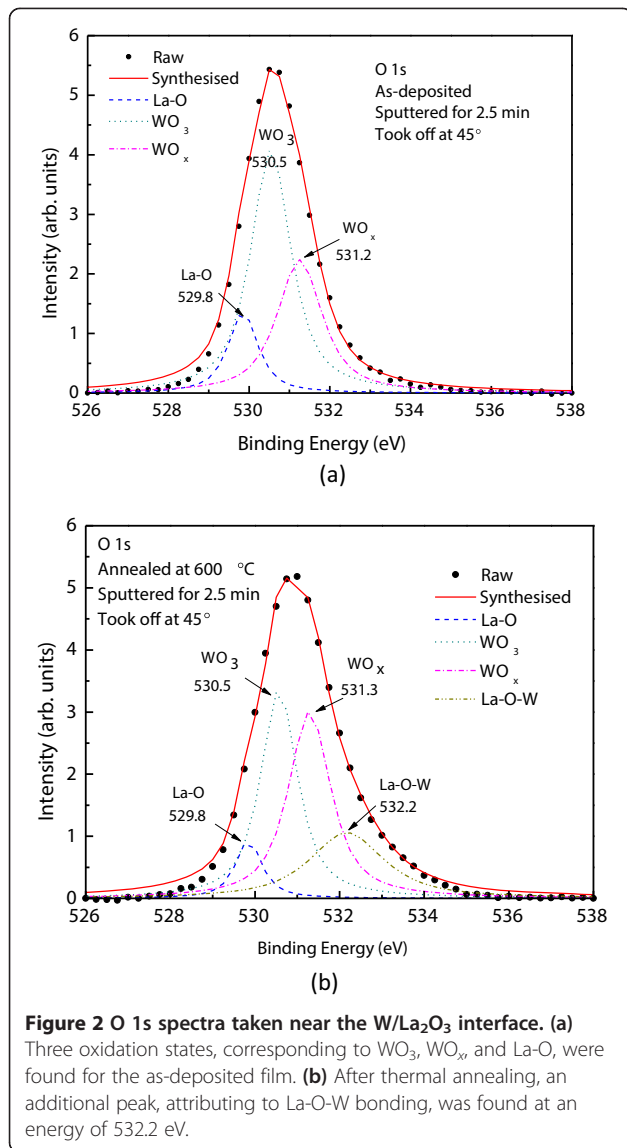 6
5
4
3
2
1
0
Intensity (arb. units)
Raw
Synthesised
La-O
WO₃
WOₓ
O 1s
As-deposited
Sputtered for 2.5 min
Took off at 45°
WO₃
530.5
WOₓ
531.2
La-O
529.8
526 528 530 532 534 536 538
Binding Energy (eV)
(a)
6
5
4
3
2
1
0
Intensity (arb. units)
O 1s
Annealed at 600 °C
Sputtered for 2.5 min
Took off at 45°
Raw
Synthesised
La-O
WO₃
WOₓ
La-O-W
WO₃
530.5
WOₓ
531.3
La-O
529.8
La-O-W
532.2
526 528 530 532 534 536 538
Binding Energy (eV)
(b)
Figure 2 O 1s spectra taken near the W/La₂O₃ interface. (a)
Three oxidation states, corresponding to WO₃, WOₓ, and La-O, were
found for the as-deposited film. (b) After thermal annealing, an
additional peak, attributing to La-O-W bonding, was found at an
energy of 532.2 eV.